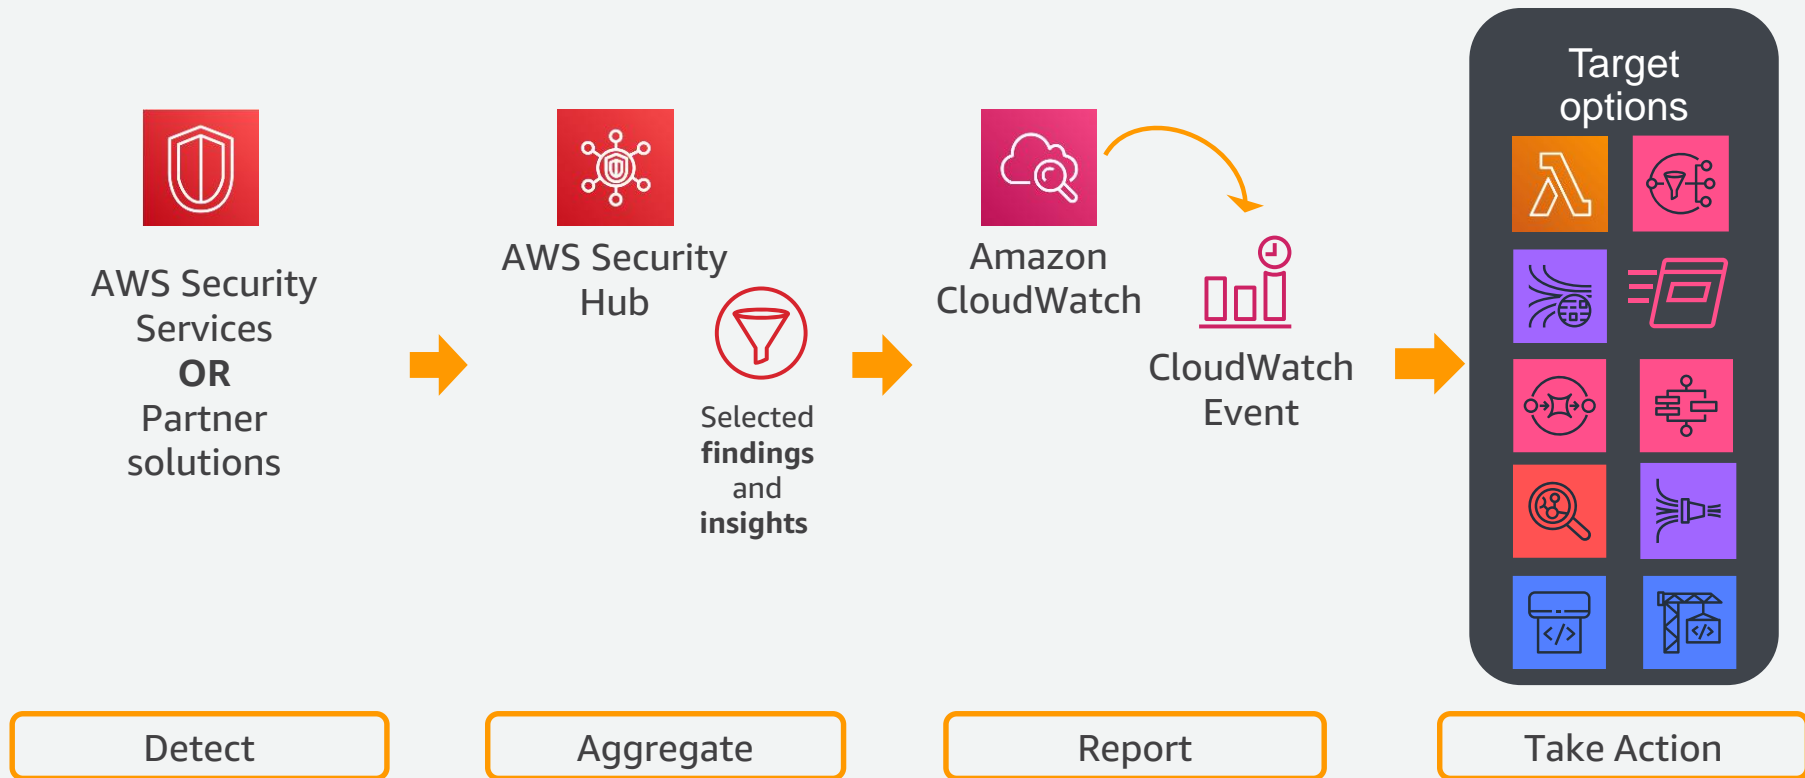 AWS Security
Services
OR
Partner
solutions
AWS Security
Hub
Selected
findings
and
insights
Amazon
CloudWatch
CloudWatch
Event
Target
options
</>
</>
Detect
Aggregate
Report
Take Action